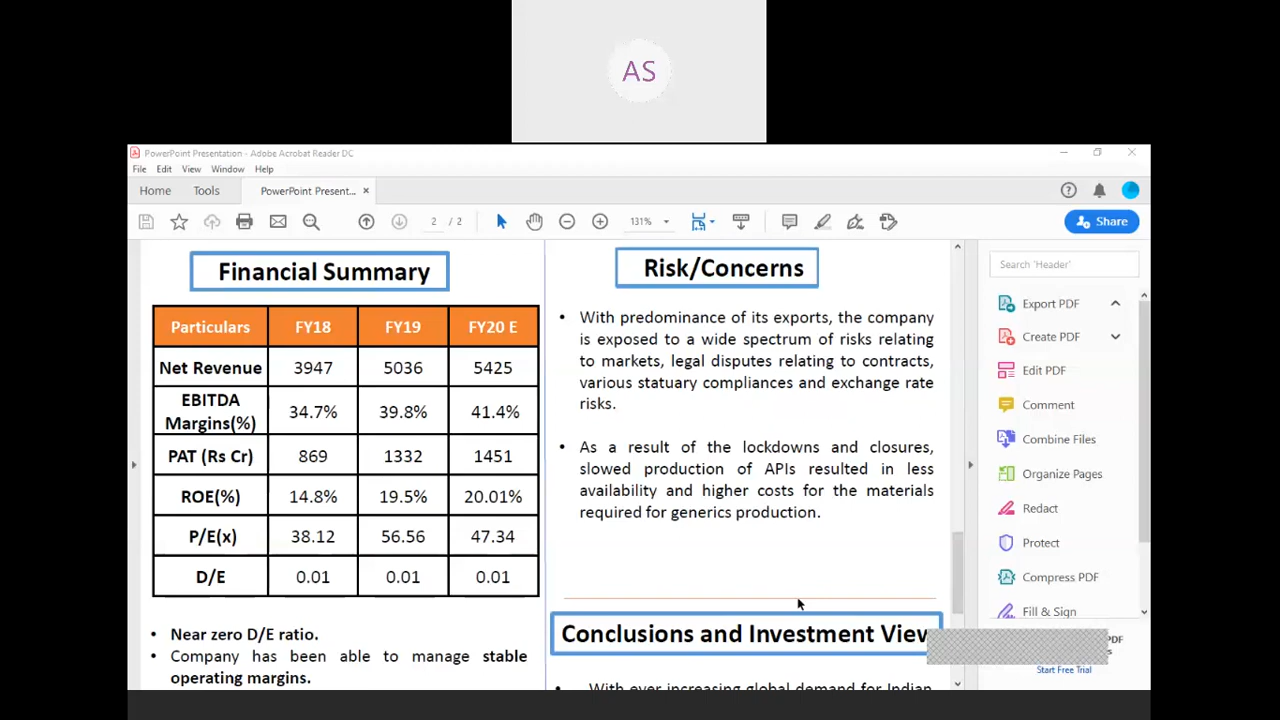 AS
PowerPoint Presentation - Adobe Acrobat Reader DC
File Edit View Window Help
Home Tools PowerPoint Present... ×
2 / 2 131% Share
Financial Summary
Particulars FY18 FY19 FY20 E
Net Revenue 3947 5036 5425
EBITDA
Margins(%) 34.7% 39.8% 41.4%
PAT (Rs Cr) 869 1332 1451
ROE(%) 14.8% 19.5% 20.01%
P/E(x) 38.12 56.56 47.34
D/E 0.01 0.01 0.01
• Near zero D/E ratio.
• Company has been able to manage stable
operating margins.
Risk/Concerns
• With predominance of its exports, the company
is exposed to a wide spectrum of risks relating
to markets, legal disputes relating to contracts,
various statuary compliances and exchange rate
risks.
• As a result of the lockdowns and closures,
slowed production of APIs resulted in less
availability and higher costs for the materials
required for generics production.
Conclusions and Investment View
• With ever increasing global demand for Indian
Search 'Header'
Export PDF
Create PDF
Edit PDF
Comment
Combine Files
Organize Pages
Redact
Protect
Compress PDF
Fill & Sign
PDF
Start Free Trial